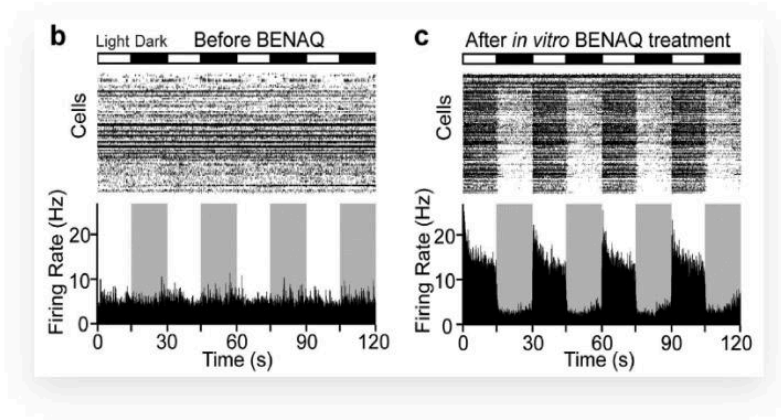 b
Light Dark Before BENAQ
Cells
Firing Rate (Hz)
20
10
0
0 30 60 90 120
Time (s)
c
After in vitro BENAQ treatment
Cells
Firing Rate (Hz)
20
10
0
0 30 60 90 120
Time (s)